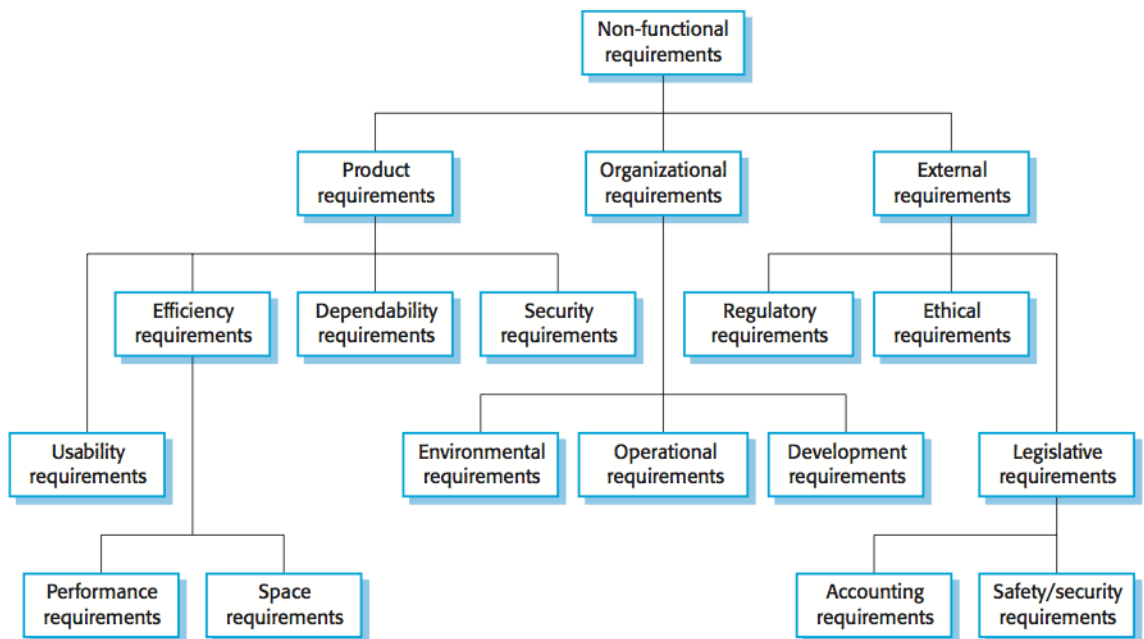 Non-functional
requirements
Product
requirements
Organizational
requirements
External
requirements
Efficiency
requirements
Dependability
requirements
Security
requirements
Regulatory
requirements
Ethical
requirements
Usability
requirements
Environmental
requirements
Operational
requirements
Development
requirements
Legislative
requirements
Performance
requirements
Space
requirements
Accounting
requirements
Safety/security
requirements